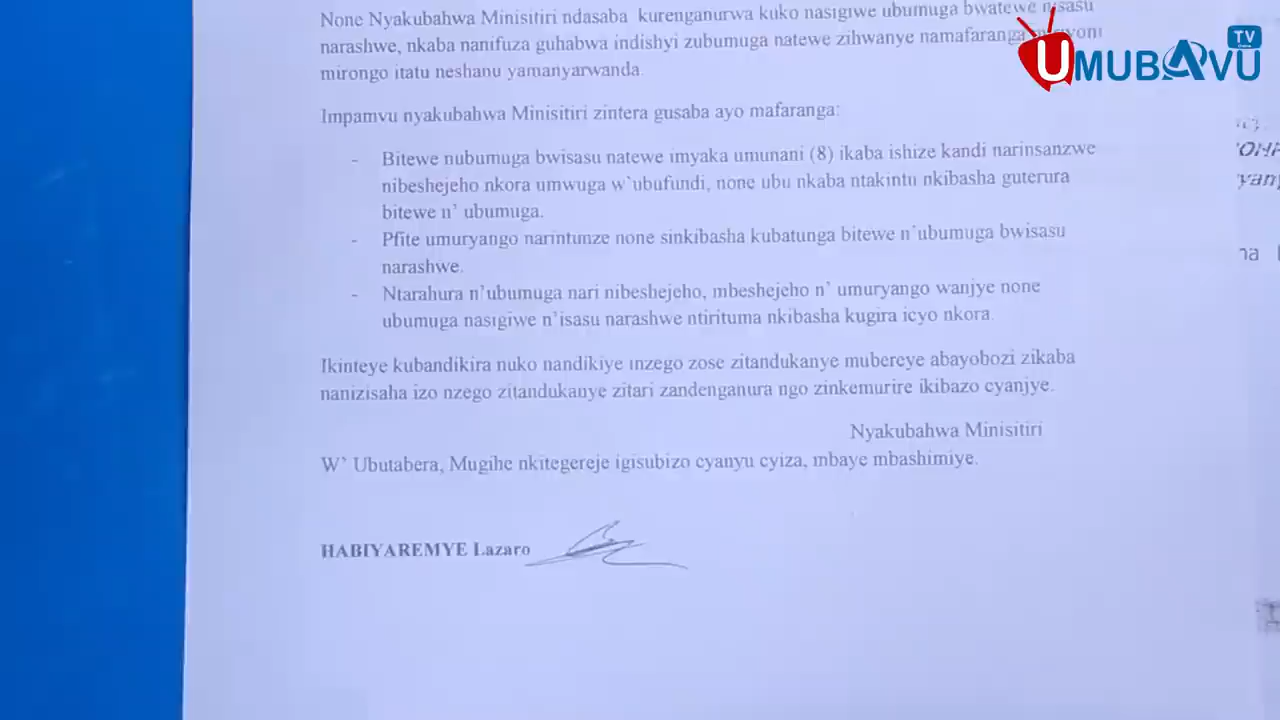 None Nyakubahwa Minisitiri ndasaba kurenganurwa kuko nasigiwe ubumuga bwatewe nisasu
narashwe, nkaba nanifuza guhabwa indishyi zubumuga natewe zihwanye namafaranga
mirongo itatu neshanu yamanyarwanda.
Impamvu nyakubahwa Minisitiri zintera gusaba ayo mafaranga:
- Bitewe nubumuga bwisasu natewe imyaka umunani (8) ikaba ishize kandi narinsanzwe
nibeshejeho nkora umwuga w`ubufundi, none ubu nkaba ntakintu nkibasha guterura
bitewe n’ ubumuga.
- Pfite umuryango narintunze none sinkibasha kubatunga bitewe n`ubumuga bwisasu
narashwe.
- Ntarahura n’ubumuga nari nibeshejeho, mbeshejeho n’ umuryango wanjye none
ubumuga nasigiwe n’isasu narashwe ntirituma nkibasha kugira icyo nkora.
Ikinteye kubandikira nuko nandikiye inzego zose zitandukanye mubereye abayobozi zikaba
nanizisaha izo nzego zitandukanye zitari zandenganura ngo zinkemurire ikibazo cyanjye.
Nyakubahwa Minisitiri
W’ Ubutabera, Mugihe nkitegereje igisubizo cyanyu cyiza, mbaye mbashimiye.
HABIYAREMYE Lazaro
UMUBAVU TV